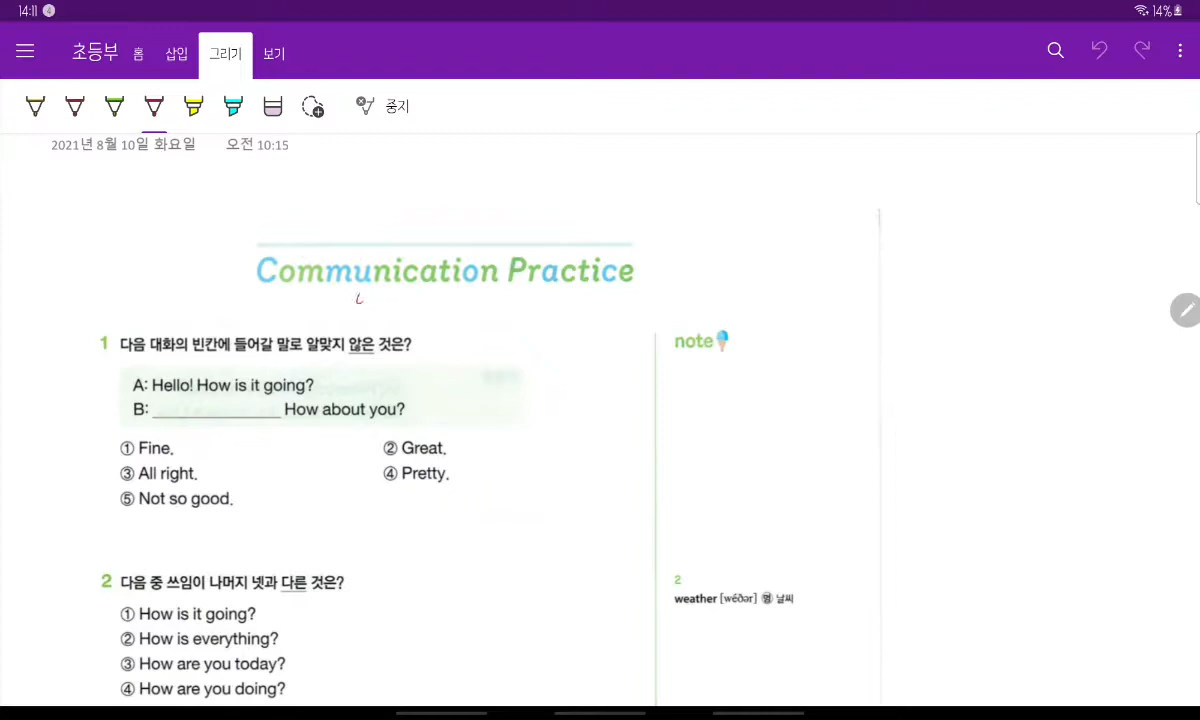 14:11 4 14%
초등부 홈 삽입 그리기 보기
중지
2021년 8월 10일 화요일 오전 10:15
Communication Practice
1 다음 대화의 빈칸에 들어갈 말로 알맞지 않은 것은?
note
A: Hello! How is it going?
B: ______________ How about you?
① Fine. ② Great.
③ All right. ④ Pretty.
⑤ Not so good.
2 다음 중 쓰임이 나머지 넷과 다른 것은?
2
weather [wéðər] 명 날씨
① How is it going?
② How is everything?
③ How are you today?
④ How are you doing?